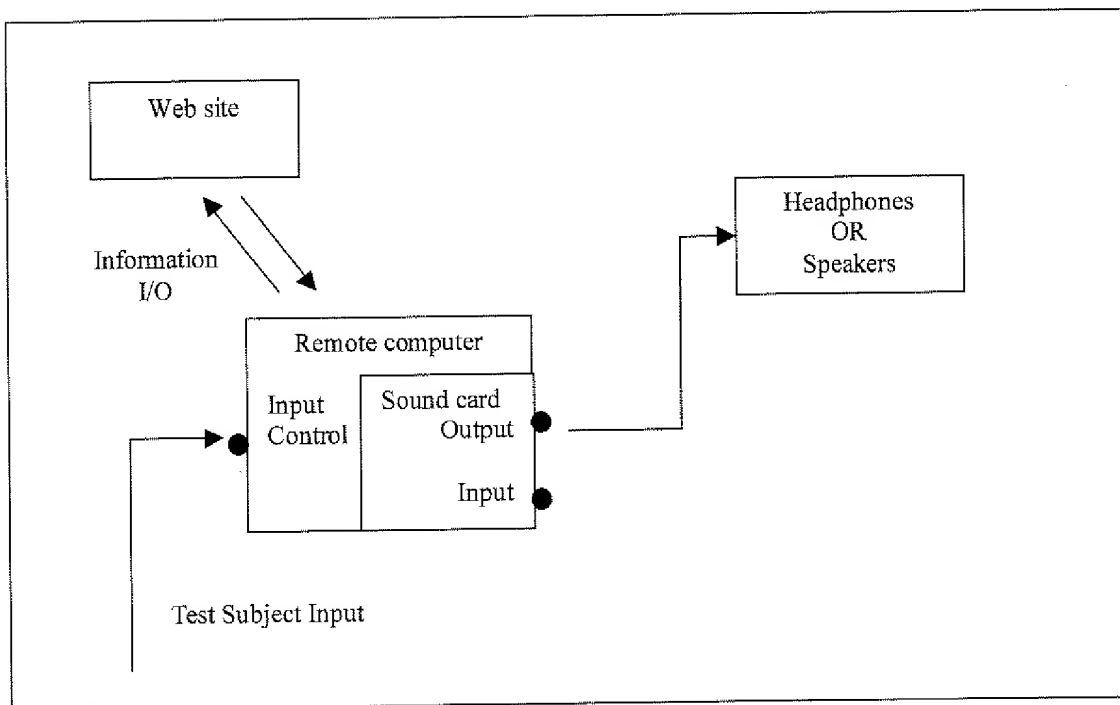 Web site
Headphones
OR
Speakers
Information
I/O
Remote computer
Input
Control
Sound card
Output
Input
Test Subject Input